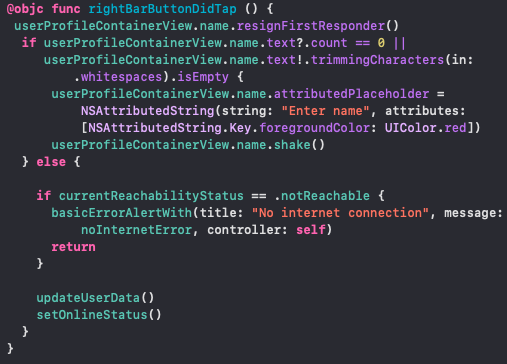 @objc func rightBarButtonDidTap () {
userProfileContainerView.name.resignFirstResponder()
if userProfileContainerView.name.text?.count == 0 ||
userProfileContainerView.name.text!.trimmingCharacters(in:
.whitespaces).isEmpty {
userProfileContainerView.name.attributedPlaceholder =
NSAttributedString(string: "Enter name", attributes:
[NSAttributedString.Key.foregroundColor: UIColor.red])
userProfileContainerView.name.shake()
} else {
if currentReachabilityStatus == .notReachable {
basicErrorAlertWith(title: "No internet connection", message:
noInternetError, controller: self)
return
}
updateUserData()
setOnlineStatus()
}
}